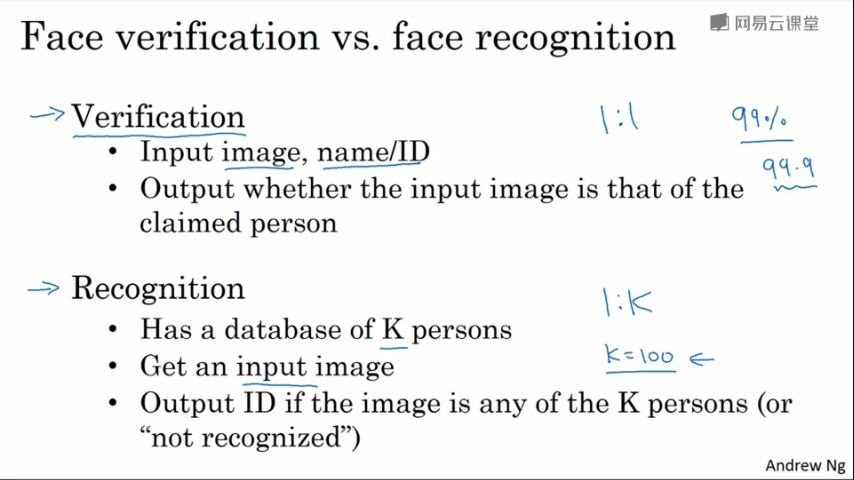 Face verification vs. face recognition
网易云课堂
→ Verification
1:1
99%
• Input image, name/ID
99.9
• Output whether the input image is that of the
claimed person
→ Recognition
1:K
• Has a database of K persons
K=100 ←
• Get an input image
• Output ID if the image is any of the K persons (or
“not recognized”)
Andrew Ng